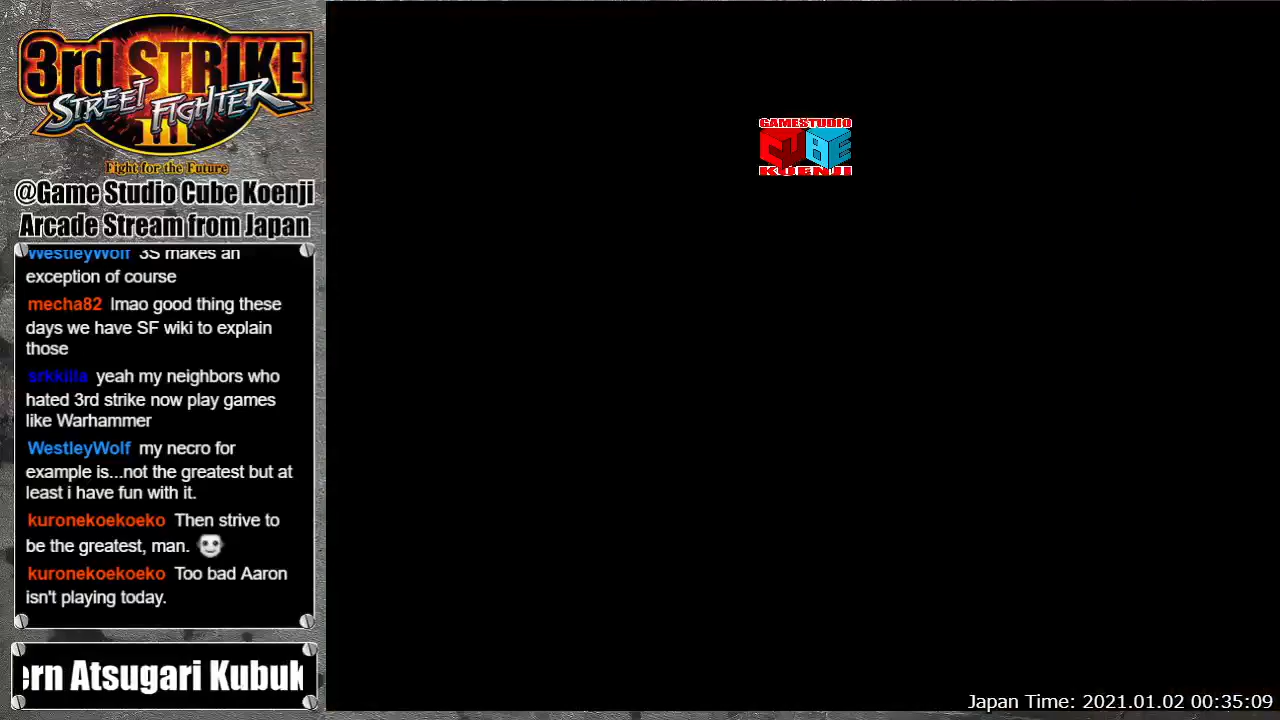 3rd STRIKE
STREET FIGHTER
III
Fight for the Future
@Game Studio Cube Koenji
Arcade Stream from Japan
WestleyWolf 3S makes an
exception of course
mecha82 lmao good thing these
days we have SF wiki to explain
those
srkkilla yeah my neighbors who
hated 3rd strike now play games
like Warhammer
WestleyWolf my necro for
example is...not the greatest but at
least i have fun with it.
kuronekoekoeko Then strive to
be the greatest, man.
kuronekoekoeko Too bad Aaron
isn't playing today.
ern Atsugari Kubuk
GAMESTUDIO
CUBE
KOENJI
Japan Time: 2021.01.02 00:35:09